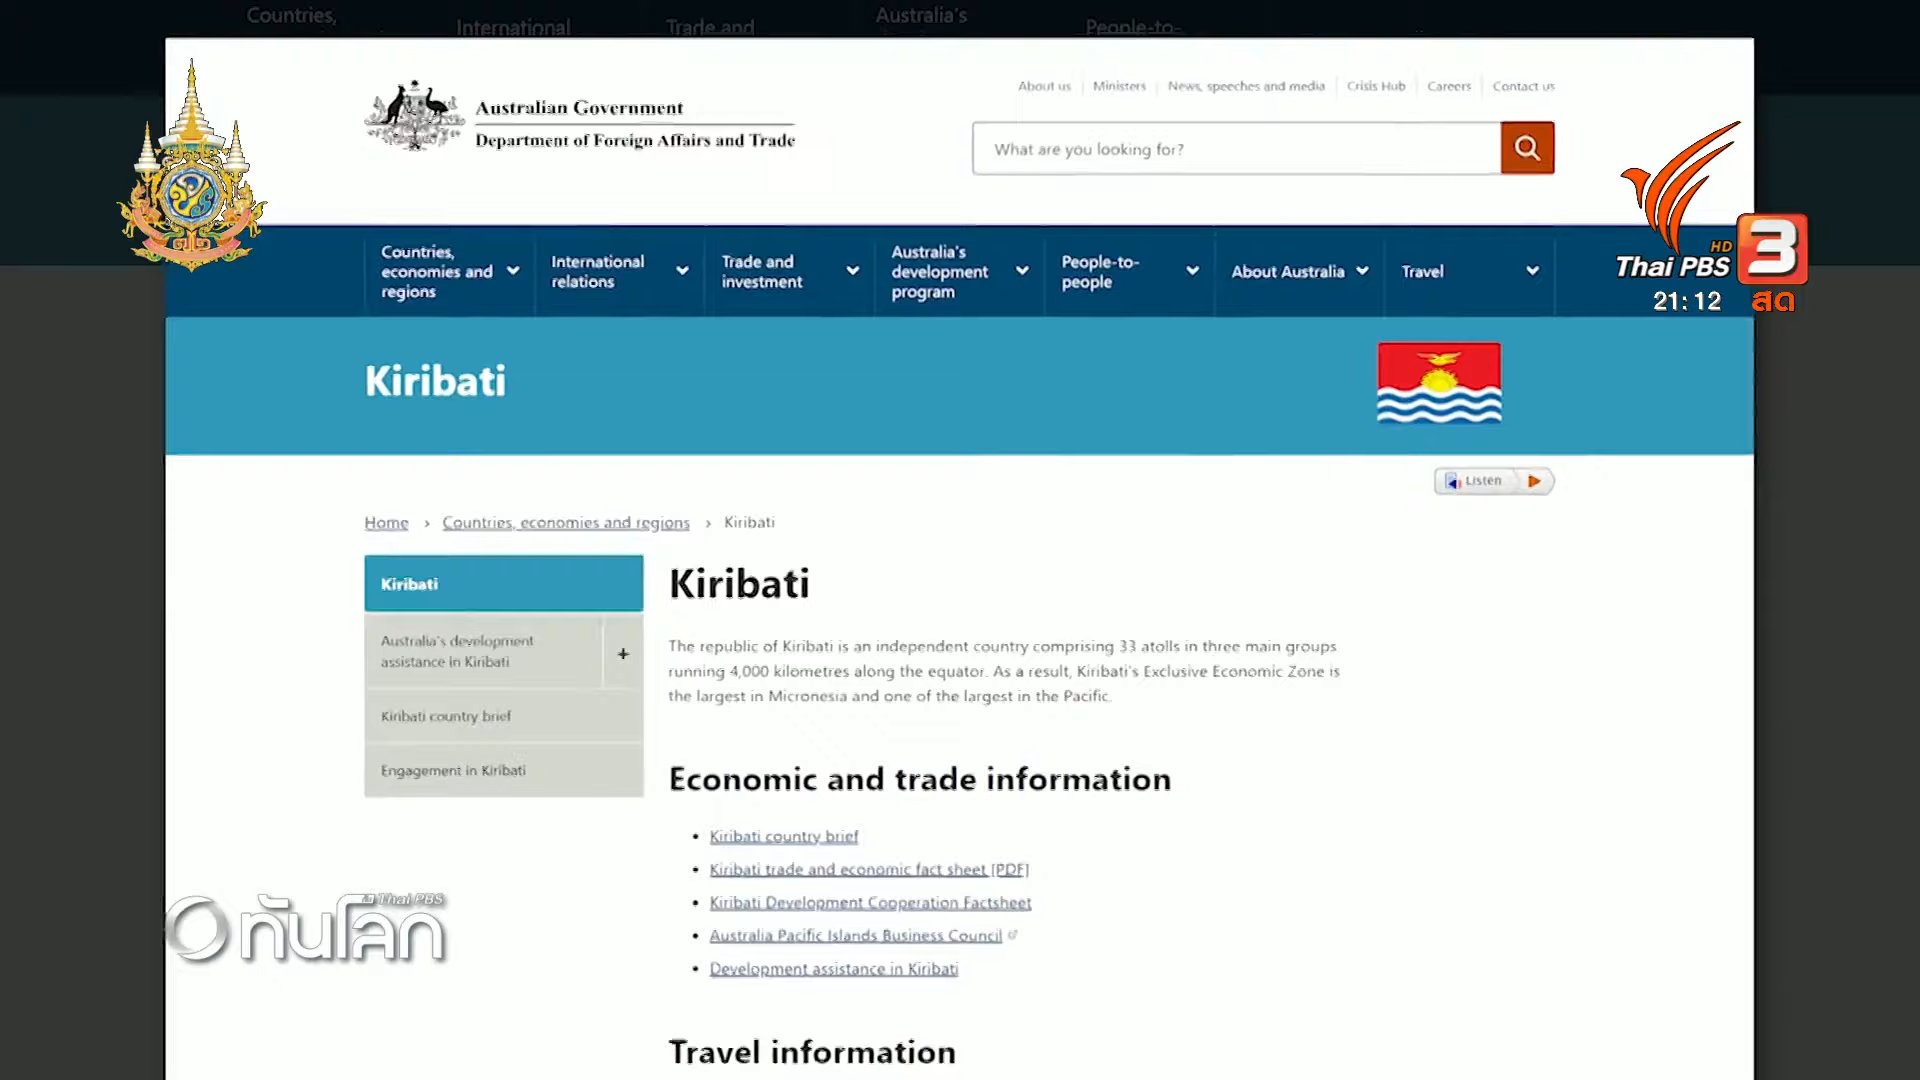 Countries,
International
Trade and
Australia's
People-to-
Australian Government
Department of Foreign Affairs and Trade
About us
Ministers
News, speeches and media
Crisis Hub
Careers
Contact us
What are you looking for?
HD
Thai PBS 3
21:12 สด
Countries,
economies and
regions
International
relations
Trade and
investment
Australia's
development
program
People-to-
people
About Australia
Travel
Kiribati
Listen
Home › Countries, economies and regions › Kiribati
Kiribati
Australia's development
assistance in Kiribati
+
Kiribati country brief
Engagement in Kiribati
Kiribati
The republic of Kiribati is an independent country comprising 33 atolls in three main groups
running 4,000 kilometres along the equator. As a result, Kiribati's Exclusive Economic Zone is
the largest in Micronesia and one of the largest in the Pacific.
Economic and trade information
• Kiribati country brief
• Kiribati trade and economic fact sheet [PDF]
• Kiribati Development Cooperation Factsheet
• Australia Pacific Islands Business Council
• Development assistance in Kiribati
Travel information
Thai PBS
ทันโลก